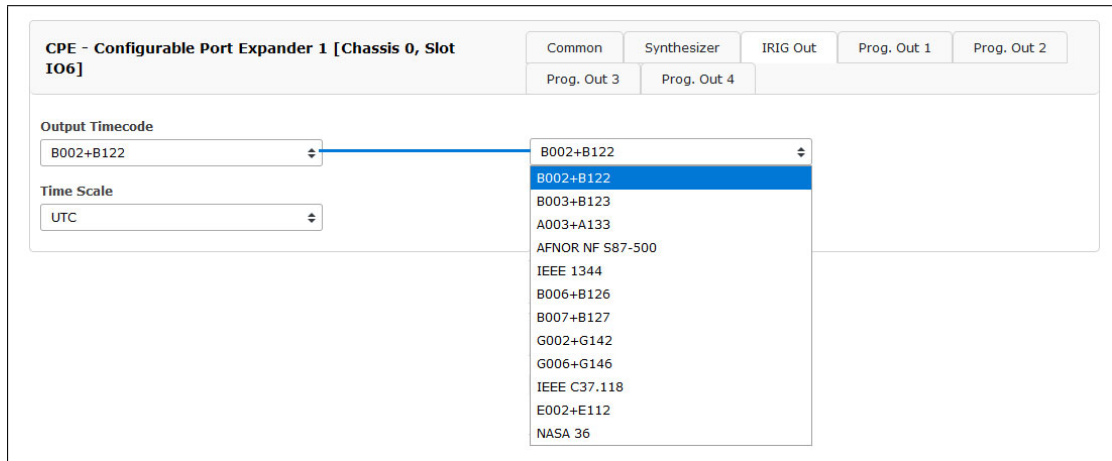 CPE - Configurable Port Expander 1 [Chassis 0, Slot
IO6]
Common
Synthesizer
IRIG Out
Prog. Out 1
Prog. Out 2
Prog. Out 3
Prog. Out 4
Output Timecode
B002+B122
Time Scale
UTC
B002+B122
B002+B122
B003+B123
A003+A133
AFNOR NF S87-500
IEEE 1344
B006+B126
B007+B127
G002+G142
G006+G146
IEEE C37.118
E002+E112
NASA 36